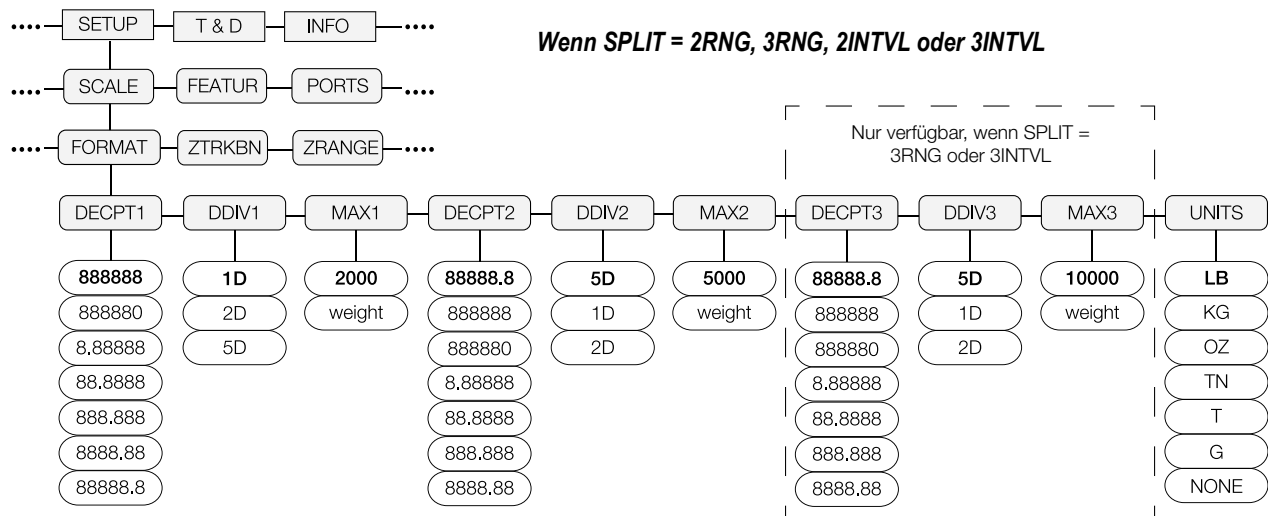 SETUP T & D INFO
Wenn SPLIT = 2RNG, 3RNG, 2INTVL oder 3INTVL
SCALE FEATUR PORTS
Nur verfügbar, wenn SPLIT =
3RNG oder 3INTVL
FORMAT ZTRKBN ZRANGE
DECPT1 DDIV1 MAX1 DECPT2 DDIV2 MAX2 DECPT3 DDIV3 MAX3 UNITS
888888 1D 2000 88888.8 5D 5000 88888.8 5D 10000 LB
888880 2D weight 888888 1D weight 888888 1D weight KG
8.88888 5D 888880 2D 888880 2D OZ
88.8888 8.88888 8.88888 TN
888.888 88.8888 88.8888 T
8888.88 888.888 888.888 G
88888.8 8888.88 8888.88 NONE